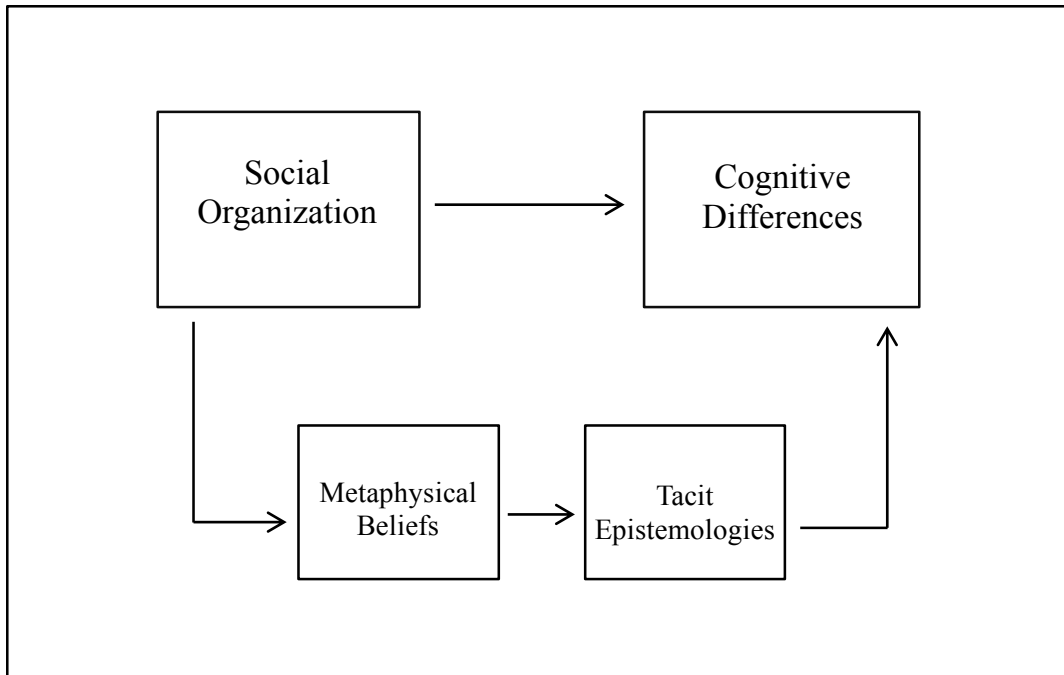 Social
Organization
Cognitive
Differences
Metaphysical
Beliefs
Tacit
Epistemologies